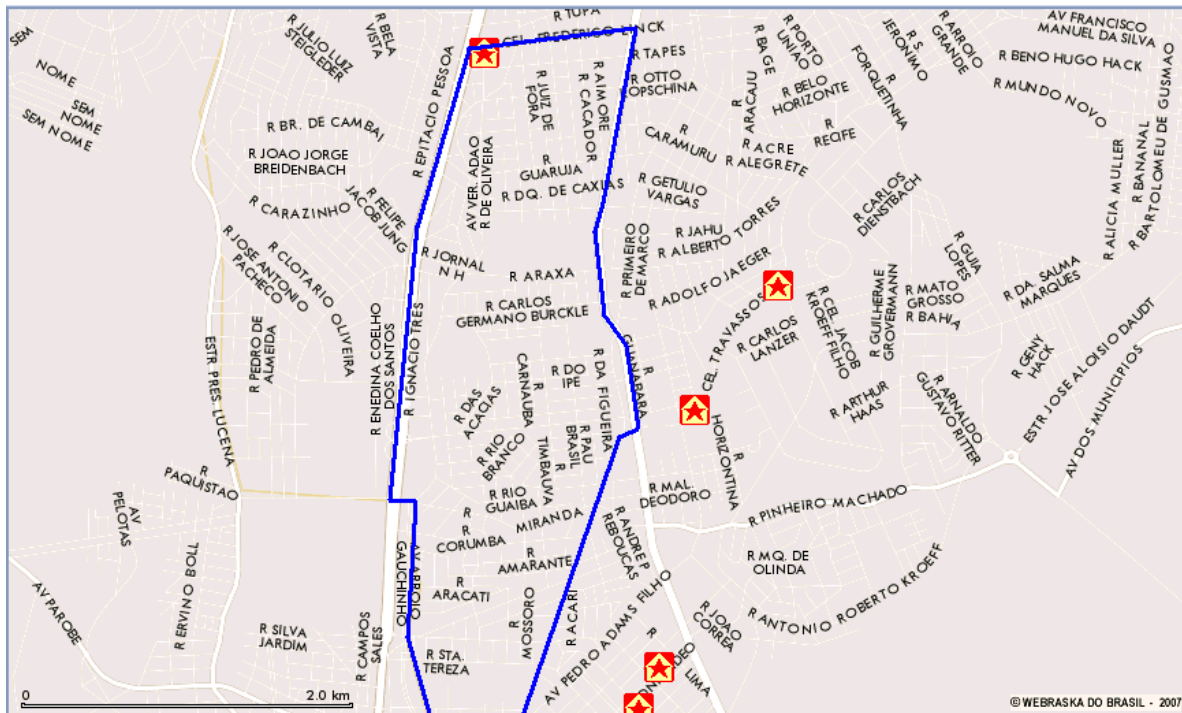 R TUPA
CEL. FREDERICO LINCK
R TAPES
R OTTO
R BELA
VISTA
R JULIO LUIZ
STEIGLEDER
SEM
NOME
SEM
NOME
SEM NOME
R EPITACIO PESSOA
R JUIZ DE
FORA
R AIMORE
R CACADOR
R BAGE
R PORTO
UNIAO
R S.
JERONIMO
R ARROIO
GRANDE
AV FRANCISCO
MANUEL DA SILVA
R BENO HUGO HACK
R MUNDO NOVO
R BELO
HORIZONTE
R
FORQUETINHA
R
ARACAJU
R
CARAMURU
R ACRE
R ALEGRETE
R
RECIFE
R ALICIA MULLER
R BANANAL
R BARTOLOMEU DE GUSMAO
R BR. DE CAMBAI
R JOAO JORGE
BREIDENBACH
R CARAZINHO
R FELIPE
JACOB JUNG
AV VER. ADAO
R DE OLIVEIRA
R
GUARUJA
R DQ. DE CAXIAS
R GETULIO
VARGAS
R CARLOS
DIENSTBACH
R JOSE ANTONIO
PACHECO
R CLOTARIO OLIVEIRA
R JORNAL
N H
R ARAXA
R PRIMEIRO
DE MARCO
R JAHU
R ALBERTO TORRES
R ADOLFO JAEGER
R GUIA
LOPES
R DA. SALMA
MARQUES
R MATO
GROSSO
R BAHIA
R CARLOS
GERMANO BURCKLE
CEL. TRAVASSOS
R CARLOS
LANZER
R CEL. JACOB
KROEFF FILHO
R GUILHERME
GROVERMANN
R GENY
HACK
ESTR JOSE ALOISIO DAUDT
AV DOS MUNICIPIOS
ESTR. PRES. LUCENA
R PEDRO DE
ALMEIDA
R ENEDINA COELHO
DOS SANTOS
R IGNACIO TRES
R
CARNAUBA
R DO
IPE
R DA FIGUEIRA
R
GUANABARA
R DAS
ACACIAS
R ARTHUR
HAAS
R ARNALDO
GUSTAVO RITTER
R RIO
BRANCO
R
TIMBAUVA
R PAU
BRASIL
R
HORIZONTINA
R
PAQUISTAO
AV
PELOTAS
R RIO
GUAIBA
R MAL.
DEODORO
R PINHEIRO MACHADO
R
CORUMBA
R
MIRANDA
R ANDRE P
REBOUCAS
R ERVINO BOLL
AV ARROIO
GAUCHINHO
R
AMARANTE
R
ARACATI
R MQ. DE
OLINDA
R ANTONIO ROBERTO KROEFF
AV PAROBE
R SILVA
JARDIM
R CAMPOS
SALES
R STA.
TEREZA
R
MOSSORO
R ACARI
AV PEDRO ADAMS FILHO
R JOAO
CORREA
R
LIMA
0
2.0 km
© WEBRASKA DO BRASIL - 2007